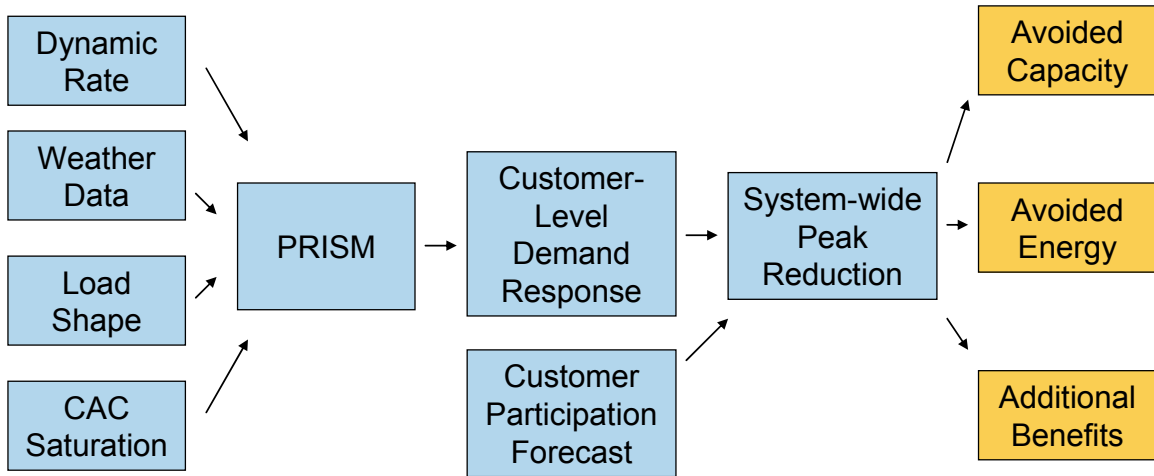 Dynamic
Rate
Weather
Data
Load
Shape
CAC
Saturation
PRISM
Customer-
Level
Demand
Response
Customer
Participation
Forecast
System-wide
Peak
Reduction
Avoided
Capacity
Avoided
Energy
Additional
Benefits